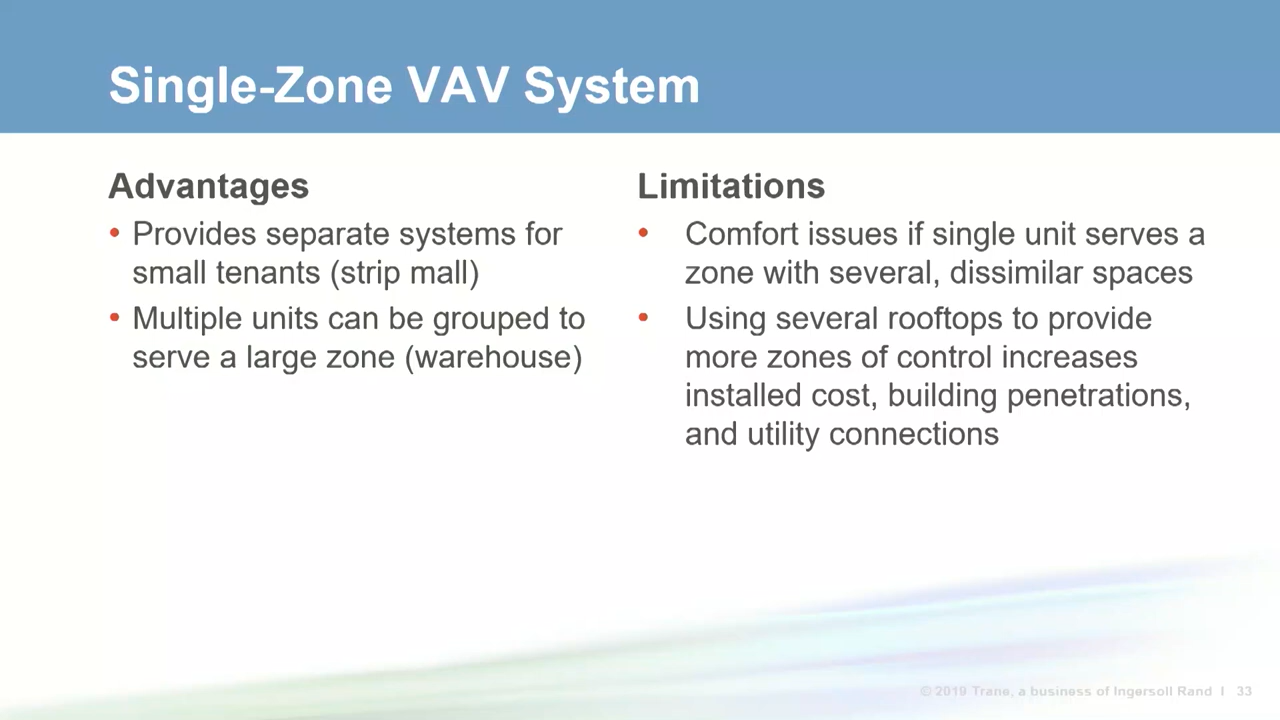 Single-Zone VAV System
Advantages
• Provides separate systems for
small tenants (strip mall)
• Multiple units can be grouped to
serve a large zone (warehouse)
Limitations
• Comfort issues if single unit serves a
zone with several, dissimilar spaces
• Using several rooftops to provide
more zones of control increases
installed cost, building penetrations,
and utility connections
© 2019 Trane, a business of Ingersoll Rand | 33